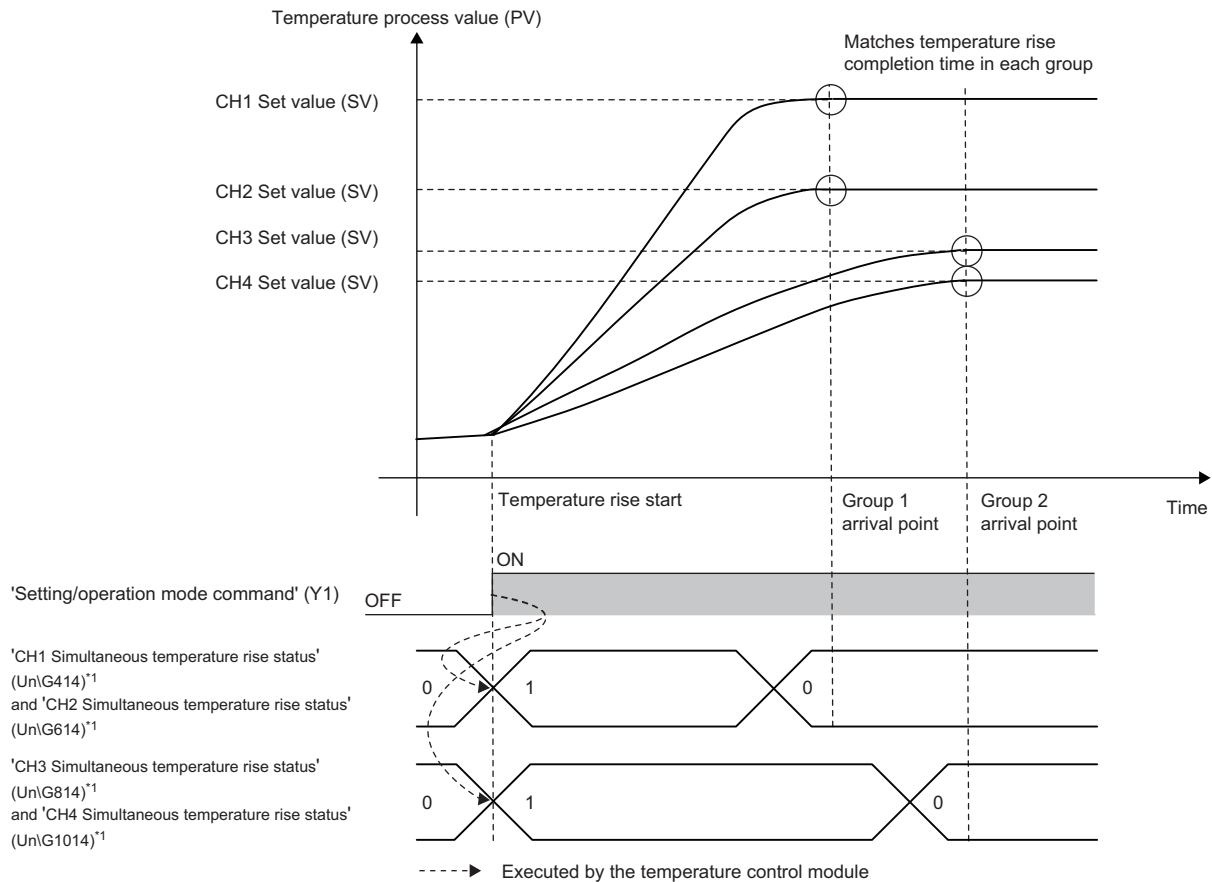 Temperature process value (PV)
Matches temperature rise
completion time in each group
CH1 Set value (SV)
CH2 Set value (SV)
CH3 Set value (SV)
CH4 Set value (SV)
Temperature rise start
Group 1
arrival point
Group 2
arrival point
Time
ON
'Setting/operation mode command' (Y1)
OFF
'CH1 Simultaneous temperature rise status'
(Un\G414)*1
and 'CH2 Simultaneous temperature rise status'
(Un\G614)*1
0
1
0
'CH3 Simultaneous temperature rise status'
(Un\G814)*1
and 'CH4 Simultaneous temperature rise status'
(Un\G1014)*1
0
1
0
Executed by the temperature control module